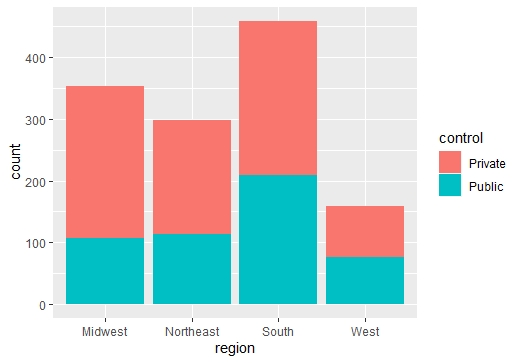 400
300
200
100
0
count
Midwest Northeast South West
region
control
Private
Public